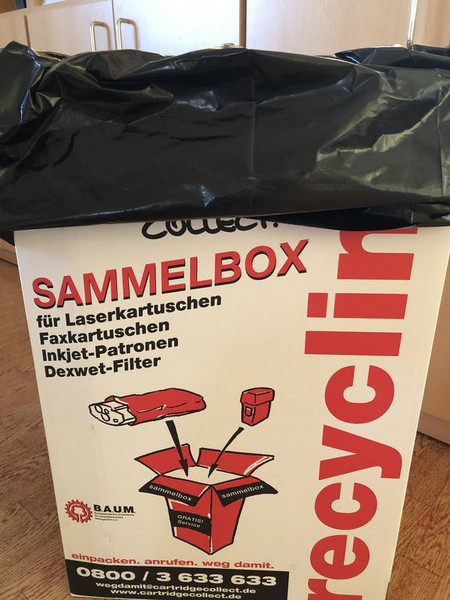 COLLECT.
SAMMELBOX
für Laserkartuschen
Faxkartuschen
Inkjet-Patronen
Dexwet-Filter
recyclin
sammelbox
sammelbox
GRATIS!
Service
B.A.U.M.
einpacken. anrufen. weg damit.
0800 / 3 633 633
wegdamit@cartridgecollect.de
www.cartridgecollect.de